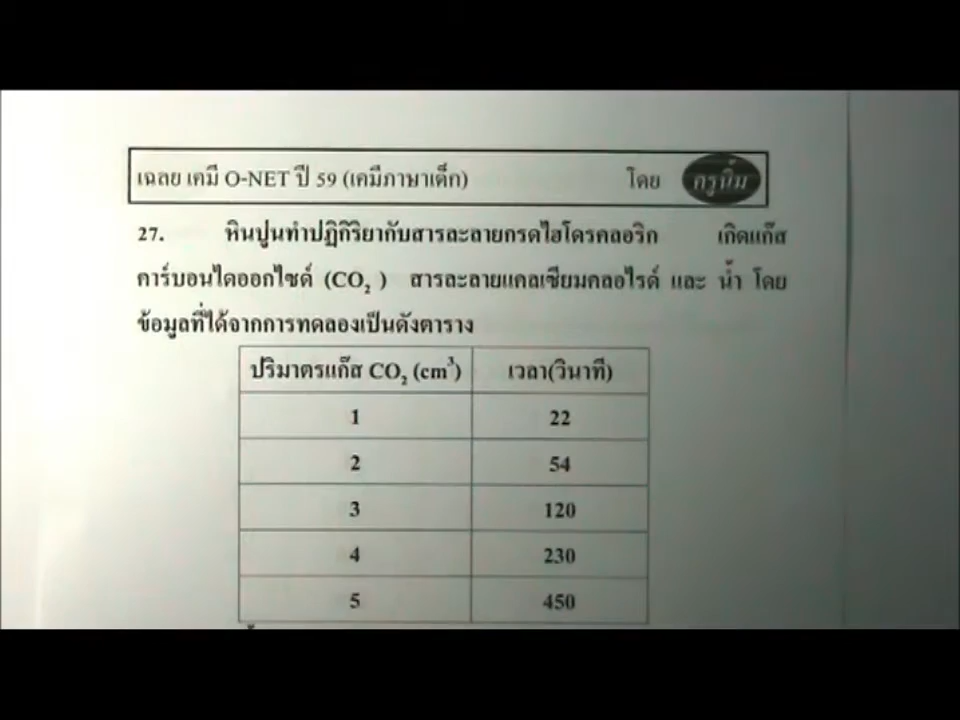 เฉลย เคมี O-NET ปี 59 (เคมีภาษาเด็ก) โดย ครูนิ่ม
27. หินปูนทำปฏิกิริยากับสารละลายกรดไฮโดรคลอริก เกิดแก๊ส
คาร์บอนไดออกไซด์ (CO₂ ) สารละลายแคลเซียมคลอไรด์ และ น้ำ โดย
ข้อมูลที่ได้จากการทดลองเป็นดังตาราง
ปริมาตรแก๊ส CO₂ (cm³) เวลา(วินาที)
1 22
2 54
3 120
4 230
5 450